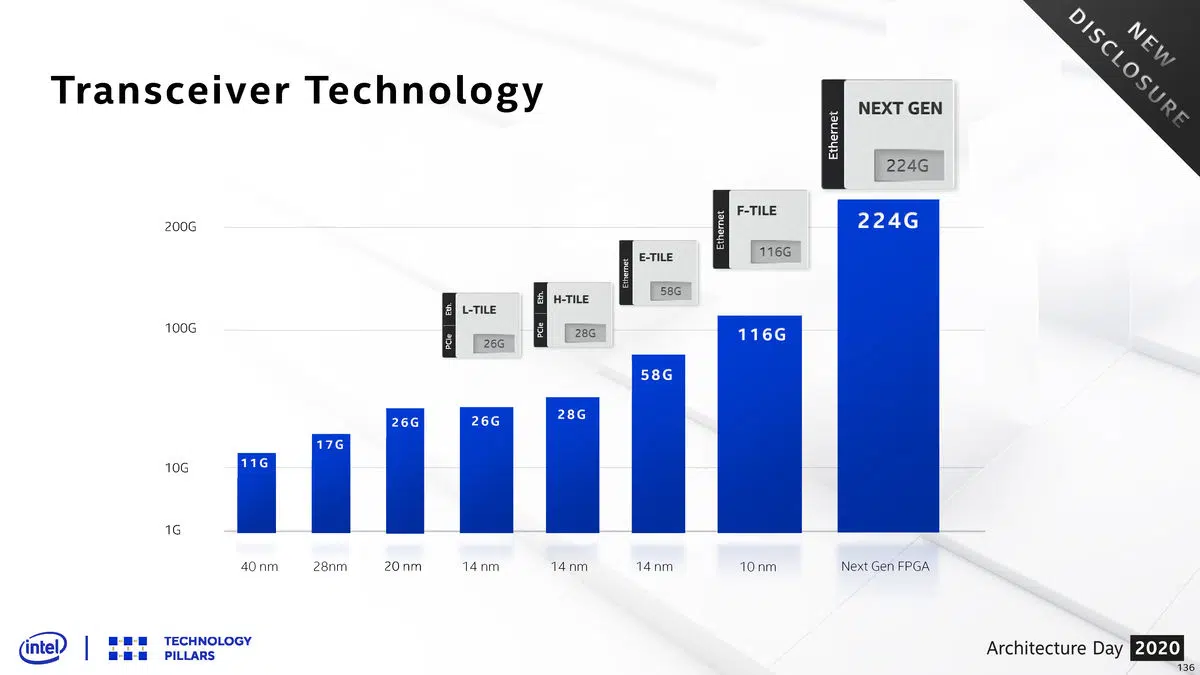 NEW
DISCLOSURE
Transceiver Technology
Ethernet
NEXT GEN
224G
Ethernet
F-TILE
116G
Ethernet
E-TILE
58G
Eth.
PCIe
H-TILE
28G
Eth.
PCIe
L-TILE
26G
200G
100G
10G
1G
11G
17G
26G
26G
28G
58G
116G
224G
40 nm
28nm
20 nm
14 nm
14 nm
14 nm
10 nm
Next Gen FPGA
intel
TECHNOLOGY
PILLARS
Architecture Day 2020
136